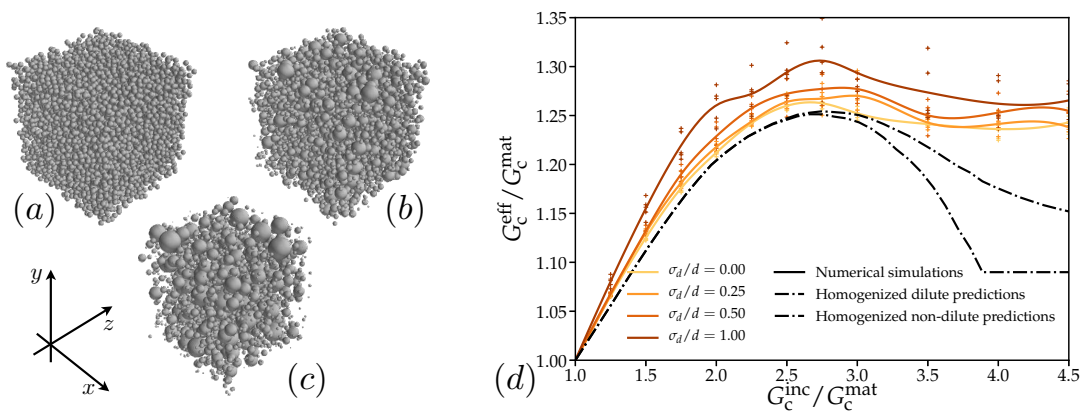 (a)
(b)
(c)
y
z
x
(d)
G_c^eff/G_c^mat
1.35
1.30
1.25
1.20
1.15
1.10
1.05
1.00
σ_d/d = 0.00
σ_d/d = 0.25
σ_d/d = 0.50
σ_d/d = 1.00
Numerical simulations
Homogenized dilute predictions
Homogenized non-dilute predictions
1.0 1.5 2.0 2.5 3.0 3.5 4.0 4.5
G_c^inc/G_c^mat